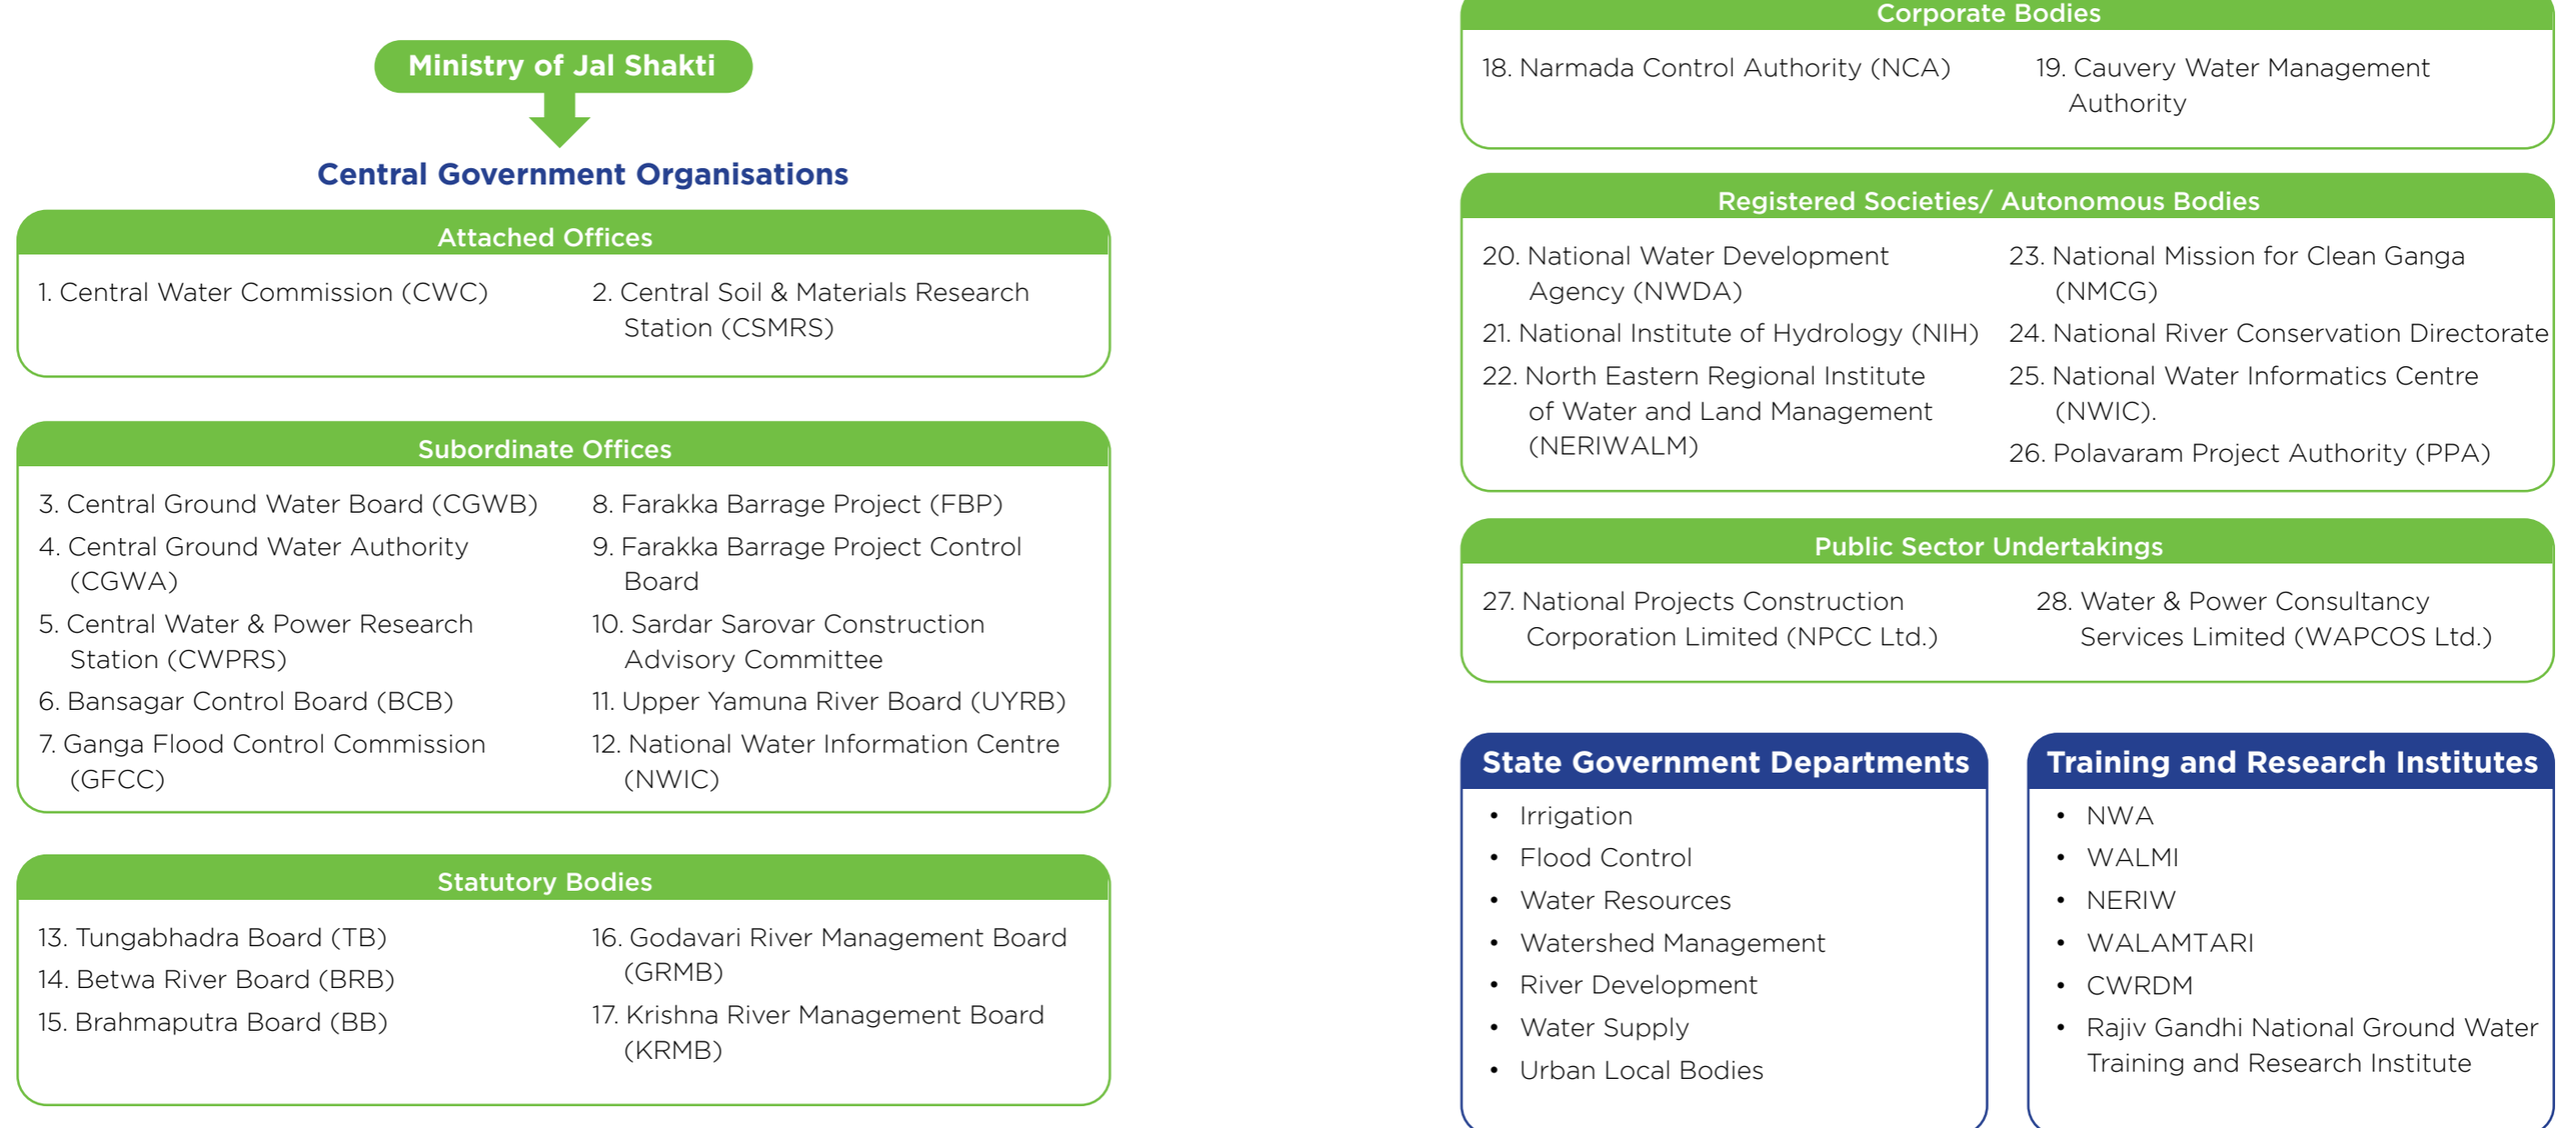 Ministry of Jal Shakti
Central Government Organisations
Attached Offices
1. Central Water Commission (CWC)
2. Central Soil & Materials Research
Station (CSMRS)
Subordinate Offices
3. Central Ground Water Board (CGWB)
4. Central Ground Water Authority
(CGWA)
5. Central Water & Power Research
Station (CWPRS)
6. Bansagar Control Board (BCB)
7. Ganga Flood Control Commission
(GFCC)
8. Farakka Barrage Project (FBP)
9. Farakka Barrage Project Control
Board
10. Sardar Sarovar Construction
Advisory Committee
11. Upper Yamuna River Board (UYRB)
12. National Water Information Centre
(NWIC)
Statutory Bodies
13. Tungabhadra Board (TB)
14. Betwa River Board (BRB)
15. Brahmaputra Board (BB)
16. Godavari River Management Board
(GRMB)
17. Krishna River Management Board
(KRMB)
Corporate Bodies
18. Narmada Control Authority (NCA)
19. Cauvery Water Management
Authority
Registered Societies/ Autonomous Bodies
20. National Water Development
Agency (NWDA)
21. National Institute of Hydrology (NIH)
22. North Eastern Regional Institute
of Water and Land Management
(NERIWALM)
23. National Mission for Clean Ganga
(NMCG)
24. National River Conservation Directorate
25. National Water Informatics Centre
(NWIC).
26. Polavaram Project Authority (PPA)
Public Sector Undertakings
27. National Projects Construction
Corporation Limited (NPCC Ltd.)
28. Water & Power Consultancy
Services Limited (WAPCOS Ltd.)
State Government Departments
• Irrigation
• Flood Control
• Water Resources
• Watershed Management
• River Development
• Water Supply
• Urban Local Bodies
Training and Research Institutes
• NWA
• WALMI
• NERIW
• WALAMTARI
• CWRDM
• Rajiv Gandhi National Ground Water
Training and Research Institute